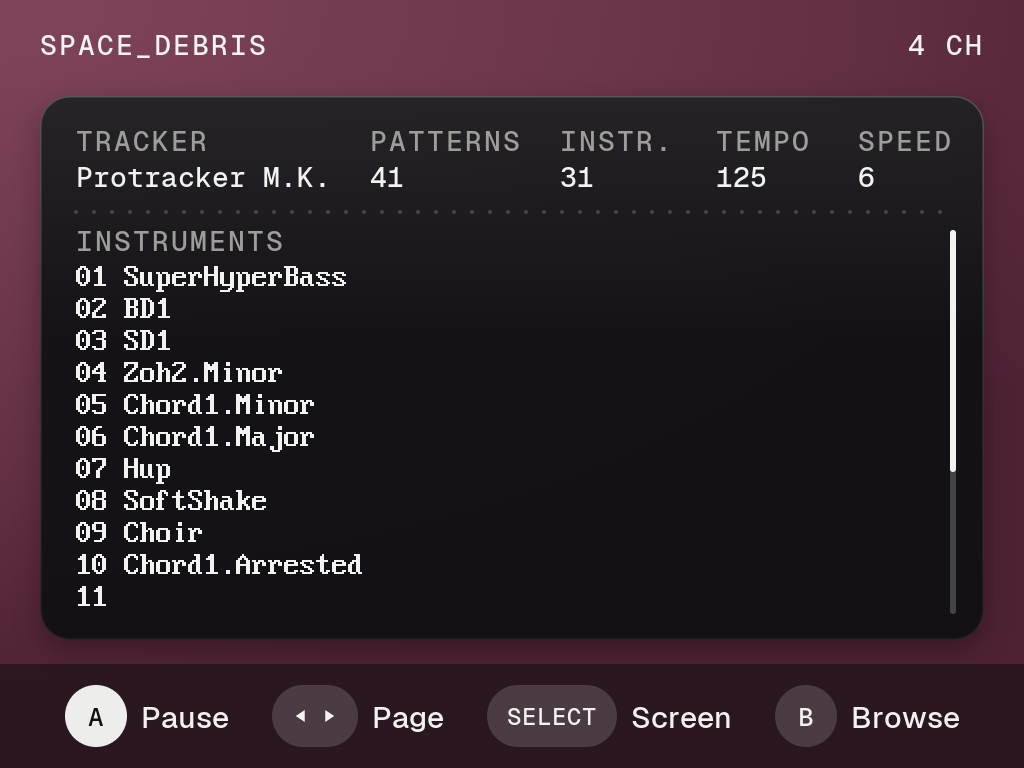 SPACE_DEBRIS 4 CH
TRACKER PATTERNS INSTR. TEMPO SPEED
Protracker M.K. 41 31 125 6
INSTRUMENTS
01 SuperHyperBass
02 BD1
03 SD1
04 Zoh2.Minor
05 Chord1.Minor
06 Chord1.Major
07 Hup
08 SoftShake
09 Choir
10 Chord1.Arrested
11
A Pause ◀ ▶ Page SELECT Screen B Browse